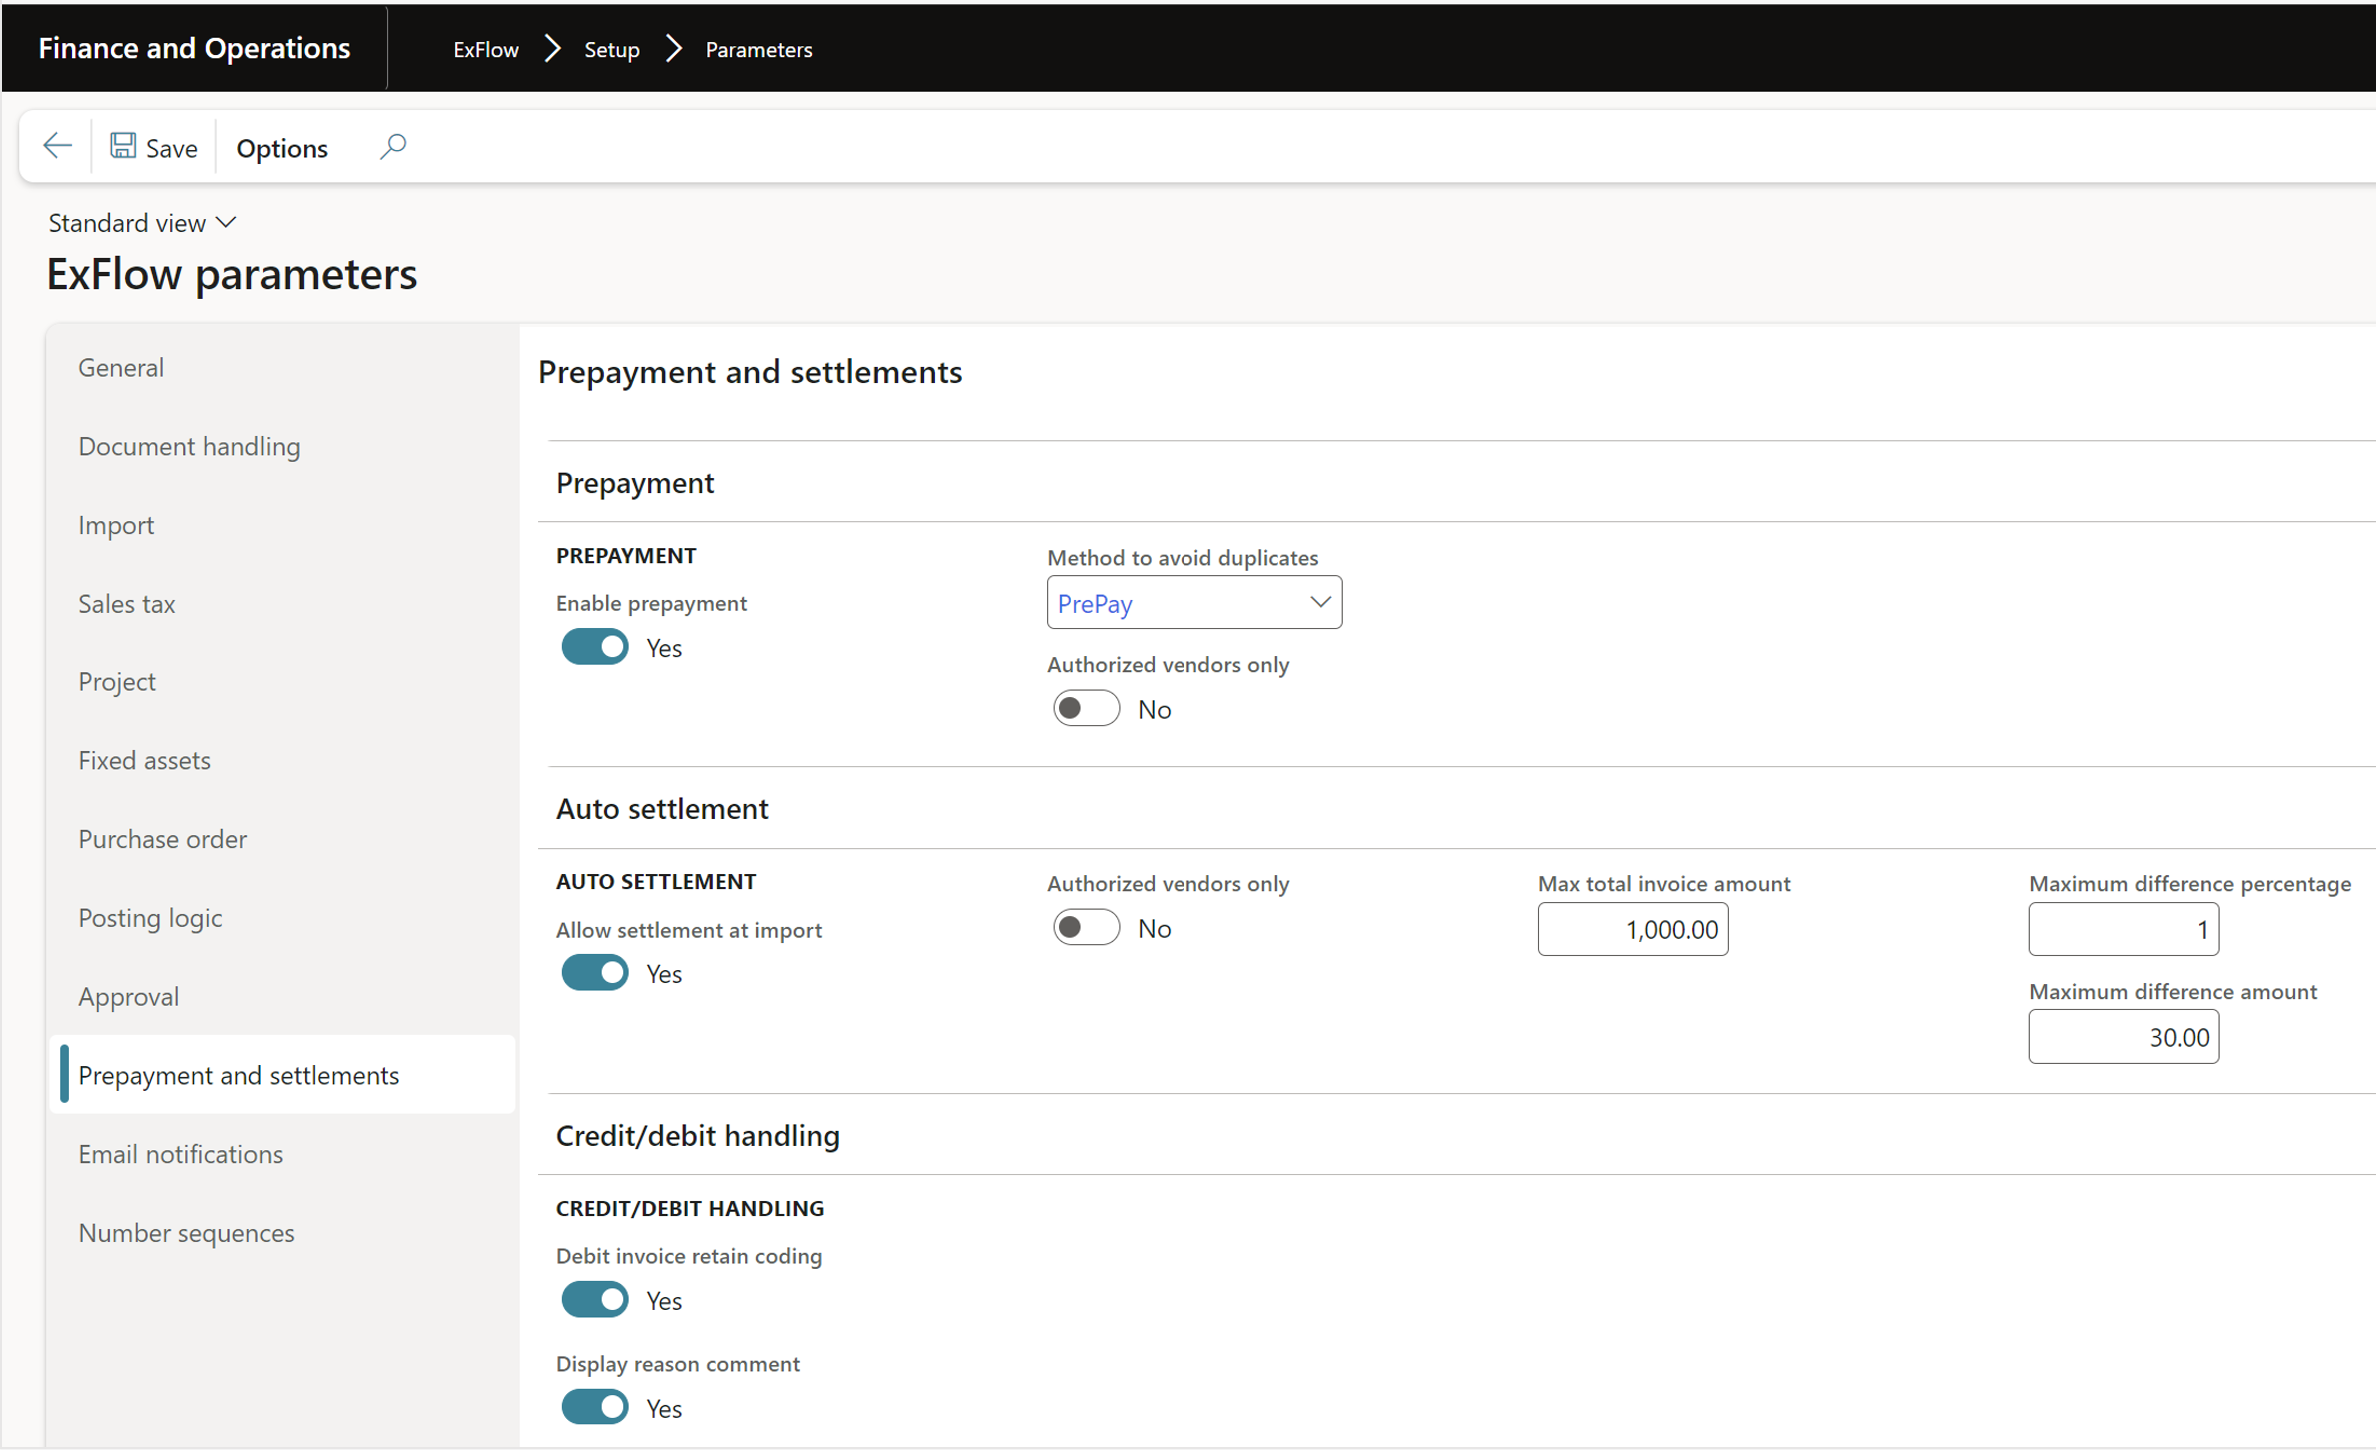 Finance and Operations
ExFlow
Setup
Parameters
Save
Options
Standard view
ExFlow parameters
General
Document handling
Import
Sales tax
Project
Fixed assets
Purchase order
Posting logic
Approval
Prepayment and settlements
Email notifications
Number sequences
Prepayment and settlements
Prepayment
PREPAYMENT
Enable prepayment
Yes
Method to avoid duplicates
PrePay
Authorized vendors only
No
Auto settlement
AUTO SETTLEMENT
Allow settlement at import
Yes
Authorized vendors only
No
Max total invoice amount
1,000.00
Maximum difference percentage
1
Maximum difference amount
30.00
Credit/debit handling
CREDIT/DEBIT HANDLING
Debit invoice retain coding
Yes
Display reason comment
Yes